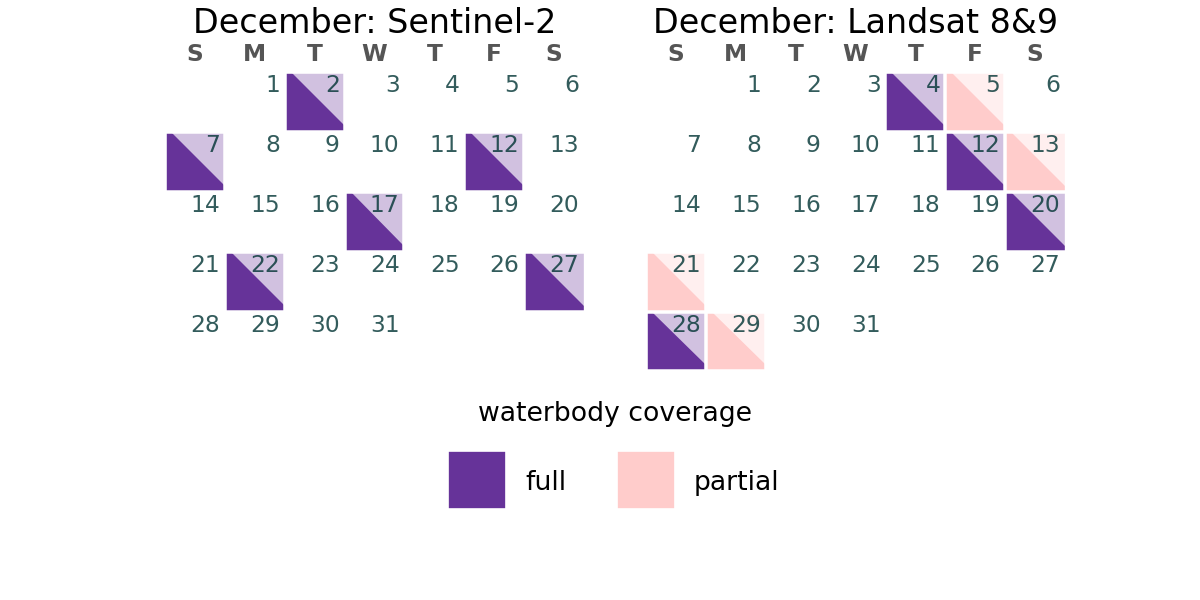 December: Sentinel-2
S M T W T F S
1 2 3 4 5 6
7 8 9 10 11 12 13
14 15 16 17 18 19 20
21 22 23 24 25 26 27
28 29 30 31
December: Landsat 8&9
S M T W T F S
1 2 3 4 5 6
7 8 9 10 11 12 13
14 15 16 17 18 19 20
21 22 23 24 25 26 27
28 29 30 31
waterbody coverage
full partial